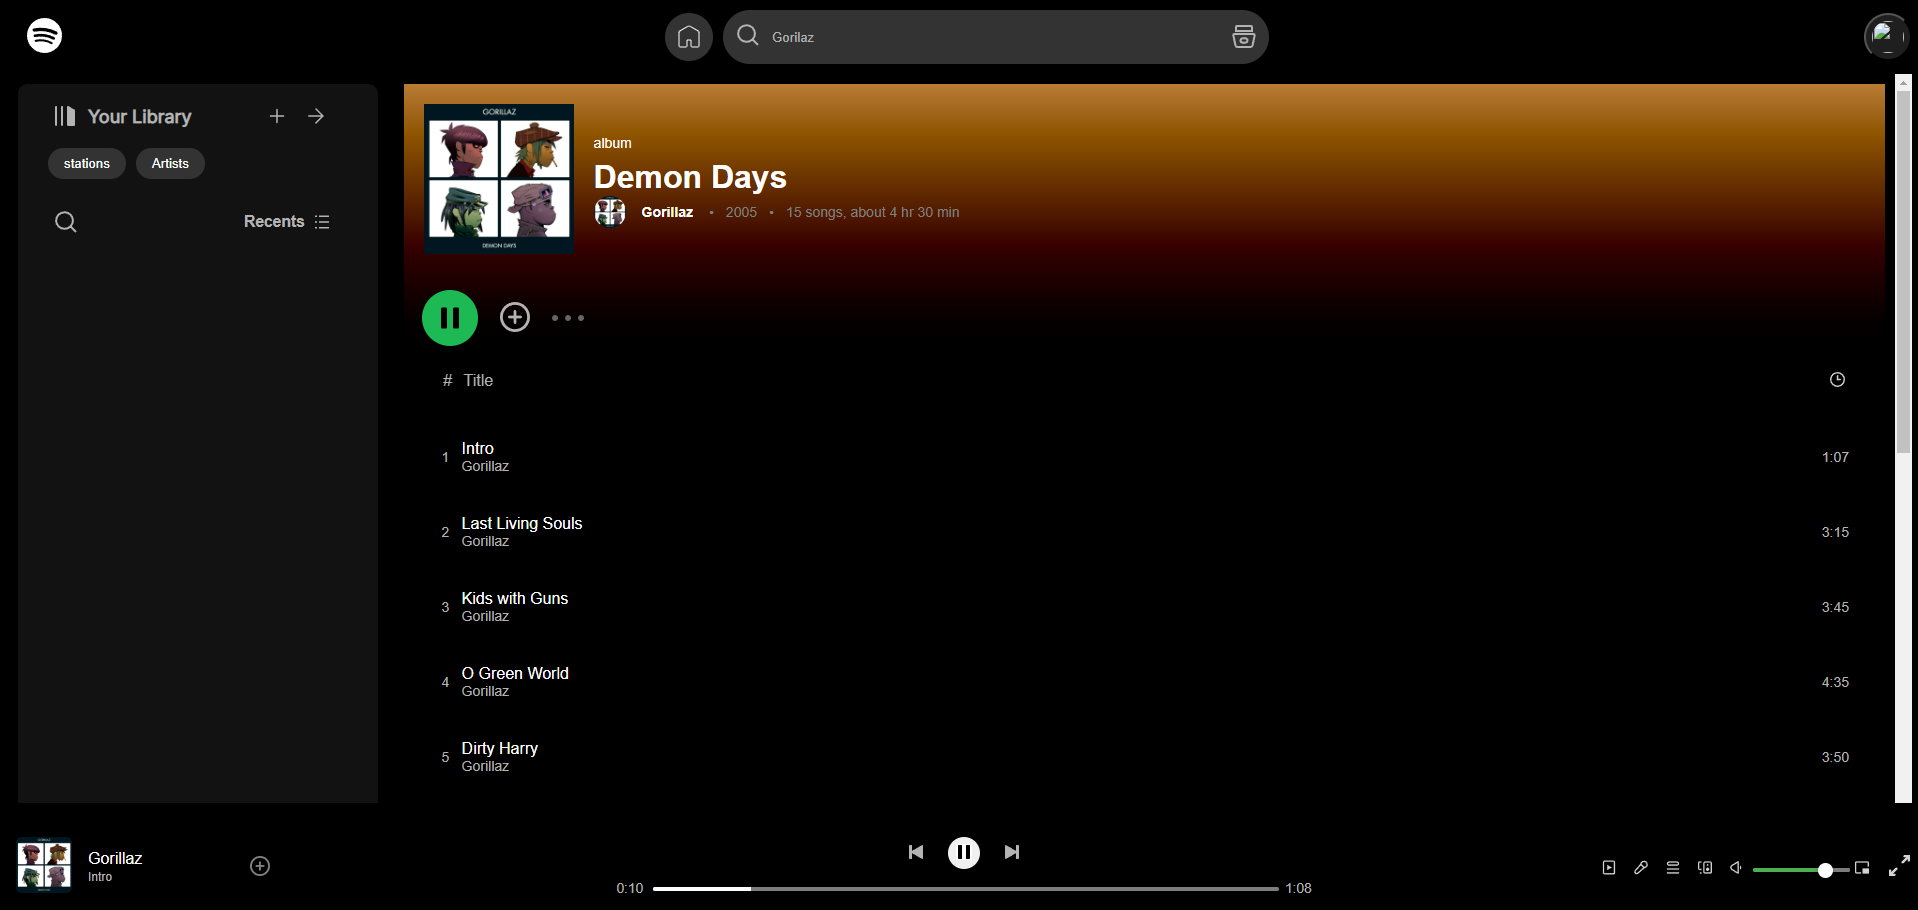 Gorilaz
Your Library
stations
Artists
Recents
GORILLAZ
DEMON DAYS
album
Demon Days
Gorillaz • 2005 • 15 songs, about 4 hr 30 min
# Title
1 Intro 1:07
Gorillaz
2 Last Living Souls 3:15
Gorillaz
3 Kids with Guns 3:45
Gorillaz
4 O Green World 4:35
Gorillaz
5 Dirty Harry 3:50
Gorillaz
Gorillaz
Intro
0:10
1:08